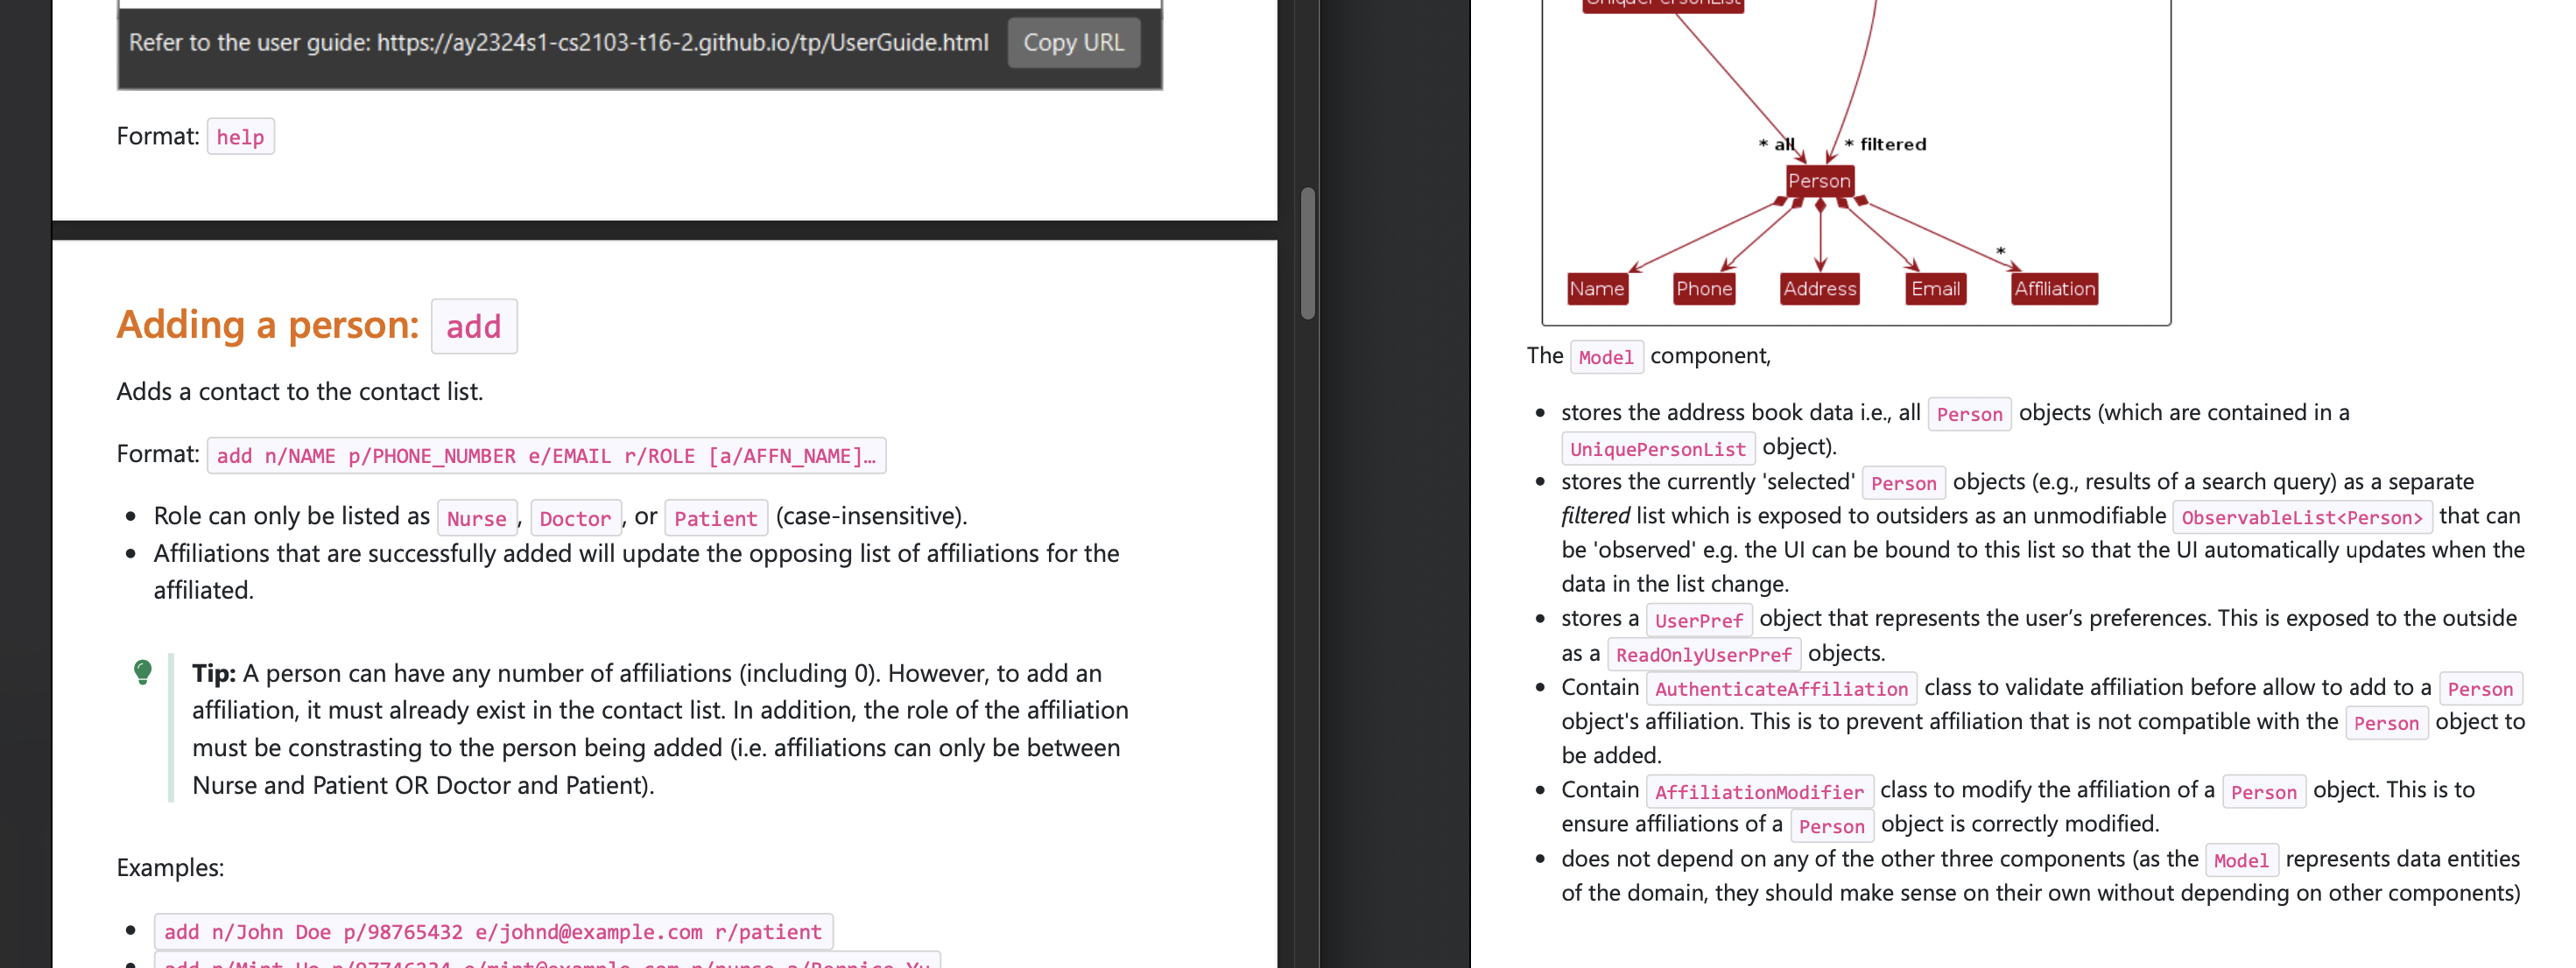 Refer to the user guide: https://ay2324s1-cs2103-t16-2.github.io/tp/UserGuide.html Copy URL
Format: help
Adding a person: add
Adds a contact to the contact list.
Format: add n/NAME p/PHONE_NUMBER e/EMAIL r/ROLE [a/AFFN_NAME]…
• Role can only be listed as Nurse, Doctor, or Patient (case-insensitive).
• Affiliations that are successfully added will update the opposing list of affiliations for the
affiliated.
Tip: A person can have any number of affiliations (including 0). However, to add an
affiliation, it must already exist in the contact list. In addition, the role of the affiliation
must be constrasting to the person being added (i.e. affiliations can only be between
Nurse and Patient OR Doctor and Patient).
Examples:
• add n/John Doe p/98765432 e/johnd@example.com r/patient
UniquePersonList
* all * filtered
Person
*
Name Phone Address Email Affiliation
The Model component,
• stores the address book data i.e., all Person objects (which are contained in a
UniquePersonList object).
• stores the currently 'selected' Person objects (e.g., results of a search query) as a separate
filtered list which is exposed to outsiders as an unmodifiable ObservableList<Person> that can
be 'observed' e.g. the UI can be bound to this list so that the UI automatically updates when the
data in the list change.
• stores a UserPref object that represents the user’s preferences. This is exposed to the outside
as a ReadOnlyUserPref objects.
• Contain AuthenticateAffiliation class to validate affiliation before allow to add to a Person
object's affiliation. This is to prevent affiliation that is not compatible with the Person object to
be added.
• Contain AffiliationModifier class to modify the affiliation of a Person object. This is to
ensure affiliations of a Person object is correctly modified.
• does not depend on any of the other three components (as the Model represents data entities
of the domain, they should make sense on their own without depending on other components)